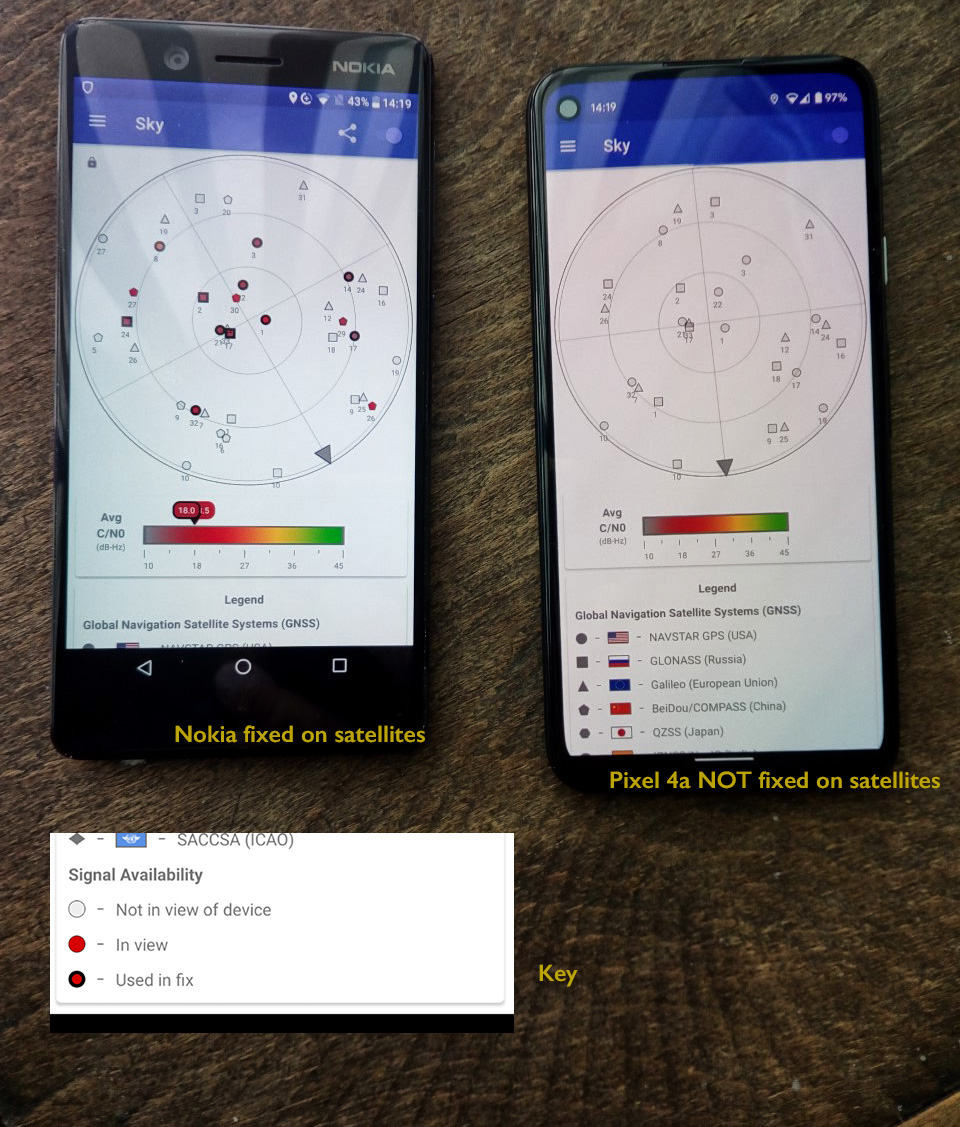 NOKIA
43% 14:19
Sky
31
3
20
19
27
8
3
14
24
16
27
2
30
12
24
1
29
5
26
21
17
18
17
19
9
32
7
9
25
26
16
6
10
10
18.0
Avg
C/N0
(dB-Hz)
10 18 27 36 45
Legend
Global Navigation Satellite Systems (GNSS)
NAVSTAR GPS (USA)
Nokia fixed on satellites
14:19 97%
Sky
19
3
8
31
3
24
2
22
26
21
17
1
14
24
12
16
18
17
32
7
1
19
10
9
25
10
Avg
C/N0
(dB-Hz)
10 18 27 36 45
Legend
Global Navigation Satellite Systems (GNSS)
- NAVSTAR GPS (USA)
- GLONASS (Russia)
- Galileo (European Union)
- BeiDou/COMPASS (China)
- QZSS (Japan)
Pixel 4a NOT fixed on satellites
- SACCSA (ICAO)
Signal Availability
- Not in view of device
- In view
- Used in fix
Key